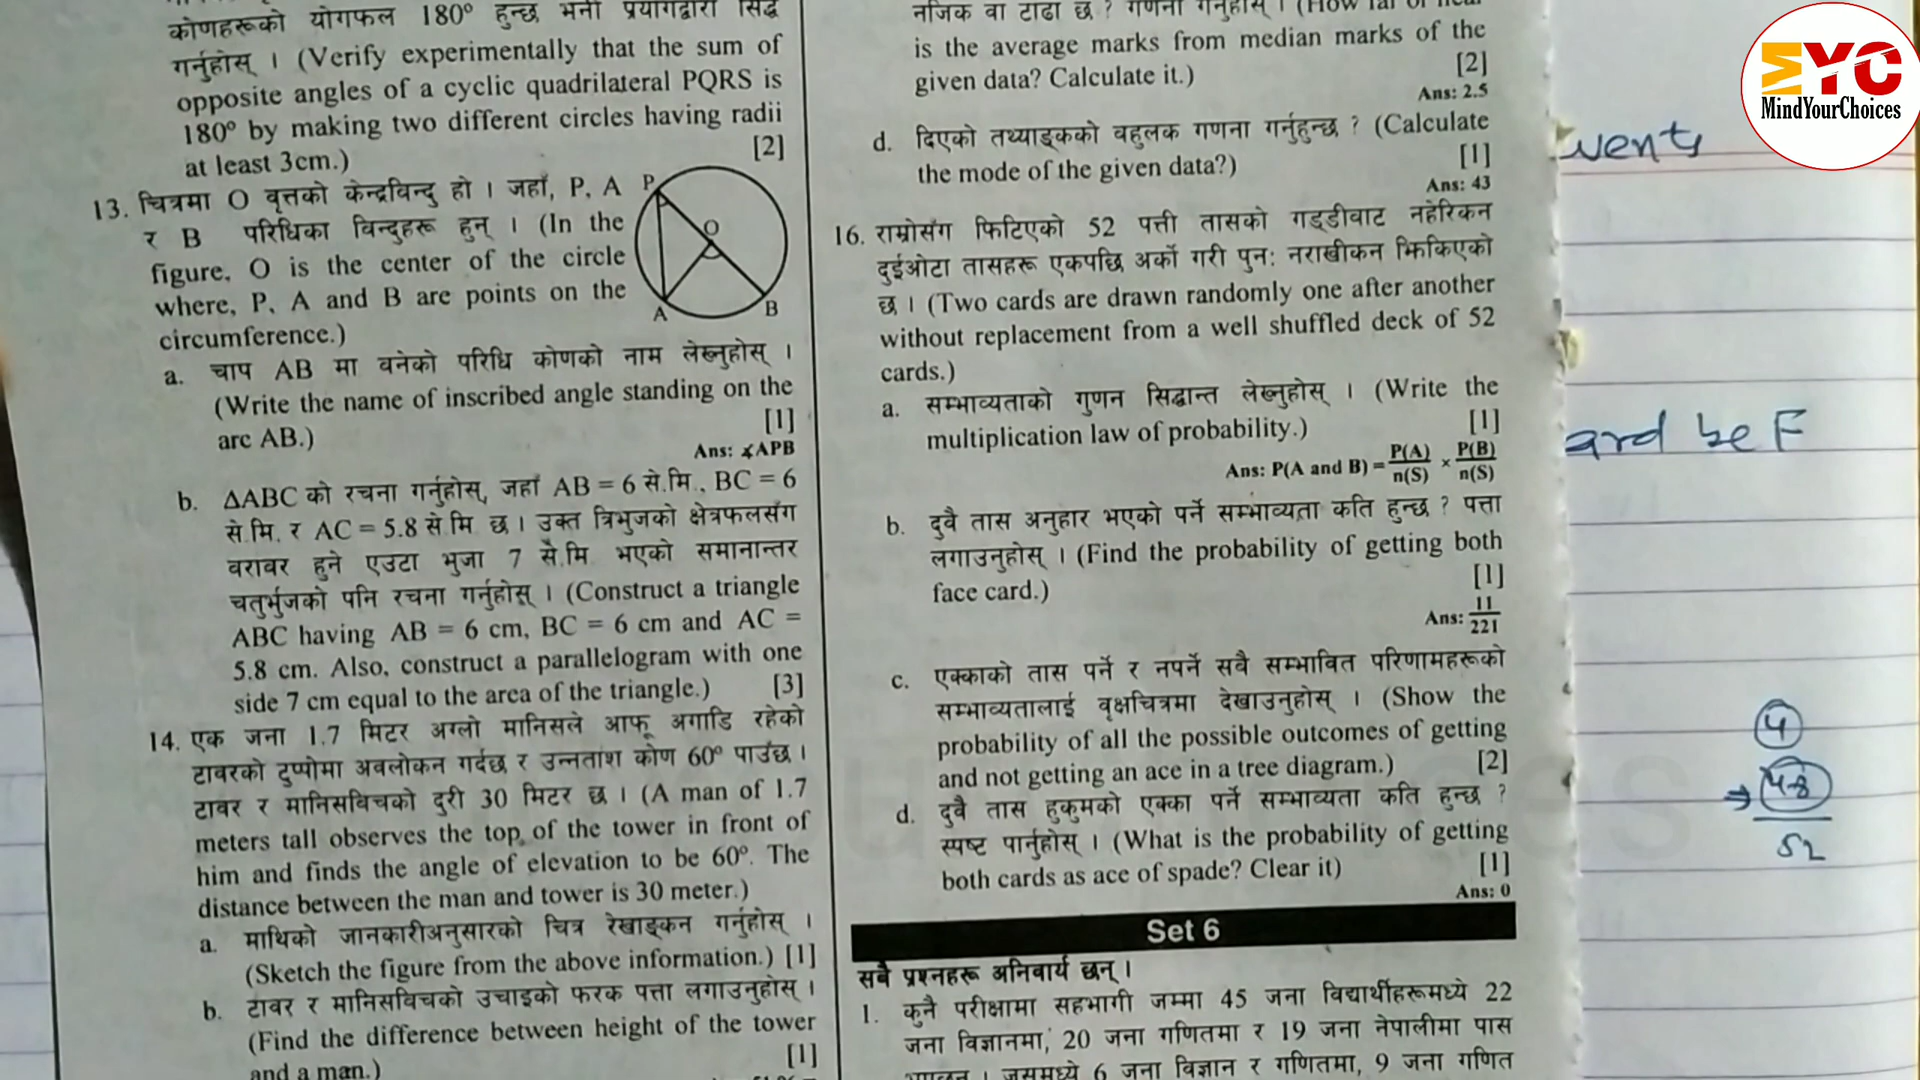 कोणहरूको योगफल 180° हुन्छ भनी प्रयोगद्वारा सिद्ध
गर्नुहोस् । (Verify experimentally that the sum of
opposite angles of a cyclic quadrilateral PQRS is
180° by making two different circles having radii
at least 3cm.) [2]
13. चित्रमा O वृत्तको केन्द्रविन्दु हो । जहाँ, P, A
र B परिधिका विन्दुहरू हुन् । (In the
figure, O is the center of the circle
where, P, A and B are points on the
circumference.)
P
O
A
B
a. चाप AB मा वनेको परिधि कोणको नाम लेख्नुहोस् ।
(Write the name of inscribed angle standing on the
arc AB.) [1]
Ans: ∡APB
b. ΔABC को रचना गर्नुहोस्, जहाँ AB = 6 से.मि., BC = 6
से.मि. र AC = 5.8 से.मि. छ । उक्त त्रिभुजको क्षेत्रफलसँग
वरावर हुने एउटा भुजा 7 से.मि. भएको समानान्तर
चतुर्भुजको पनि रचना गर्नुहोस् । (Construct a triangle
ABC having AB = 6 cm, BC = 6 cm and AC =
5.8 cm. Also, construct a parallelogram with one
side 7 cm equal to the area of the triangle.) [3]
14. एक जना 1.7 मिटर अग्लो मानिसले आफू अगाडि रहेको
टावरको टुप्पोमा अवलोकन गर्दछ र उन्नतांश कोण 60° पाउँछ ।
टावर र मानिसविचको दुरी 30 मिटर छ । (A man of 1.7
meters tall observes the top of the tower in front of
him and finds the angle of elevation to be 60°. The
distance between the man and tower is 30 meter.)
a. माथिको जानकारीअनुसारको चित्र रेखाङ्कन गर्नुहोस् ।
(Sketch the figure from the above information.) [1]
b. टावर र मानिसविचको उचाइको फरक पत्ता लगाउनुहोस् ।
(Find the difference between height of the tower
and a man.) [1]
नजिक वा टाढा छ ? गणना गर्नुहोस् । (How far or near
is the average marks from median marks of the
given data? Calculate it.) [2]
Ans: 2.5
d. दिएको तथ्याङ्कको वहुलक गणना गर्नुहुन्छ ? (Calculate
the mode of the given data?) [1]
Ans: 43
16. राम्रोसँग फिटिएको 52 पत्ती तासको गड्डीवाट नहेरिकन
दुईओटा तासहरू एकपछि अर्को गरी पुन: नराखीकन झिकिएको
छ । (Two cards are drawn randomly one after another
without replacement from a well shuffled deck of 52
cards.)
a. सम्भाव्यताको गुणन सिद्धान्त लेख्नुहोस् । (Write the
multiplication law of probability.) [1]
Ans: P(A and B) = P(A)/n(S) × P(B)/n(S)
b. दुवै तास अनुहार भएको पर्ने सम्भाव्यता कति हुन्छ ? पत्ता
लगाउनुहोस् । (Find the probability of getting both
face card.) [1]
Ans: 11/221
c. एक्काको तास पर्ने र नपर्ने सवै सम्भावित परिणामहरूको
सम्भाव्यतालाई वृक्षचित्रमा देखाउनुहोस् । (Show the
probability of all the possible outcomes of getting
and not getting an ace in a tree diagram.) [2]
d. दुवै तास हुकुमको एक्का पर्ने सम्भाव्यता कति हुन्छ ?
स्पष्ट पार्नुहोस् । (What is the probability of getting
both cards as ace of spade? Clear it) [1]
Ans: 0
Set 6
सबै प्रश्नहरू अनिवार्य छन् ।
1. कुनै परीक्षामा सहभागी जम्मा 45 जना विद्यार्थीहरूमध्ये 22
जना विज्ञानमा, 20 जना गणितमा र 19 जना नेपालीमा पास
जसमध्ये 6 जना विज्ञान र गणितमा, 9 जना गणित
MYC
MindYourChoices
vents
ard be F
4
48
52